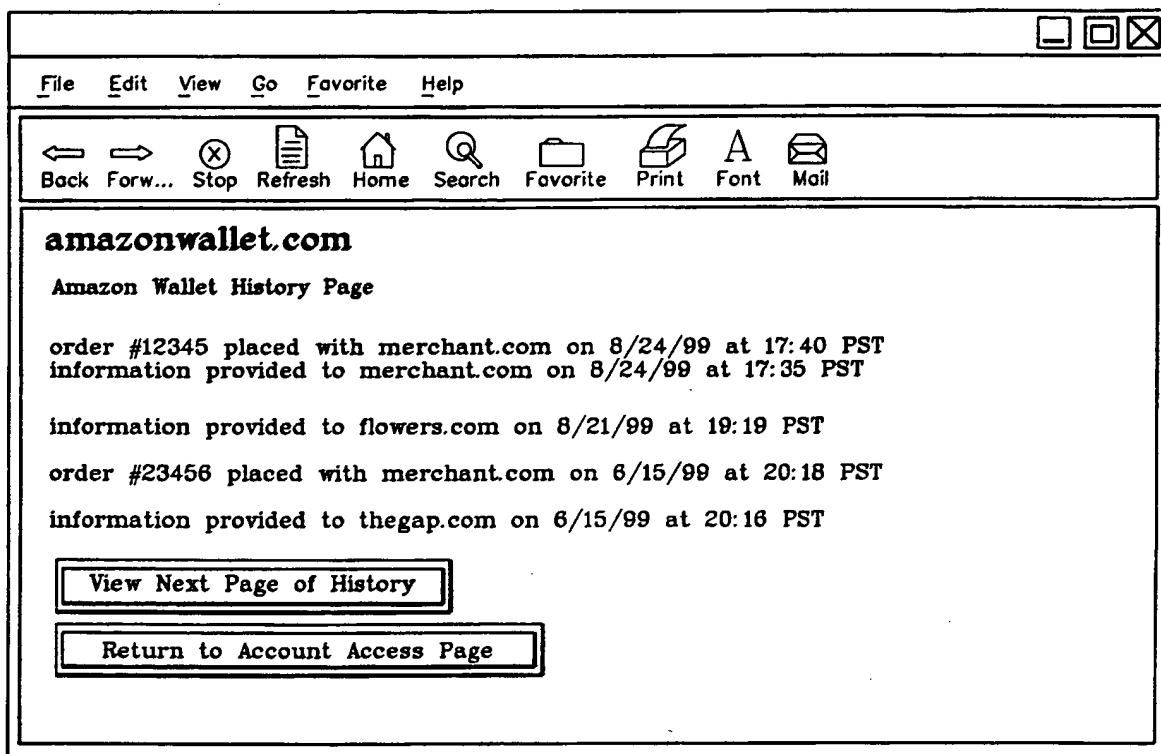 File Edit View Go Favorite Help
Back Forw... Stop Refresh Home Search Favorite Print Font Mail
amazonwallet.com
Amazon Wallet History Page
order #12345 placed with merchant.com on 8/24/99 at 17:40 PST
information provided to merchant.com on 8/24/99 at 17:35 PST
information provided to flowers.com on 8/21/99 at 19:19 PST
order #23456 placed with merchant.com on 6/15/99 at 20:18 PST
information provided to thegap.com on 6/15/99 at 20:16 PST
View Next Page of History
Return to Account Access Page